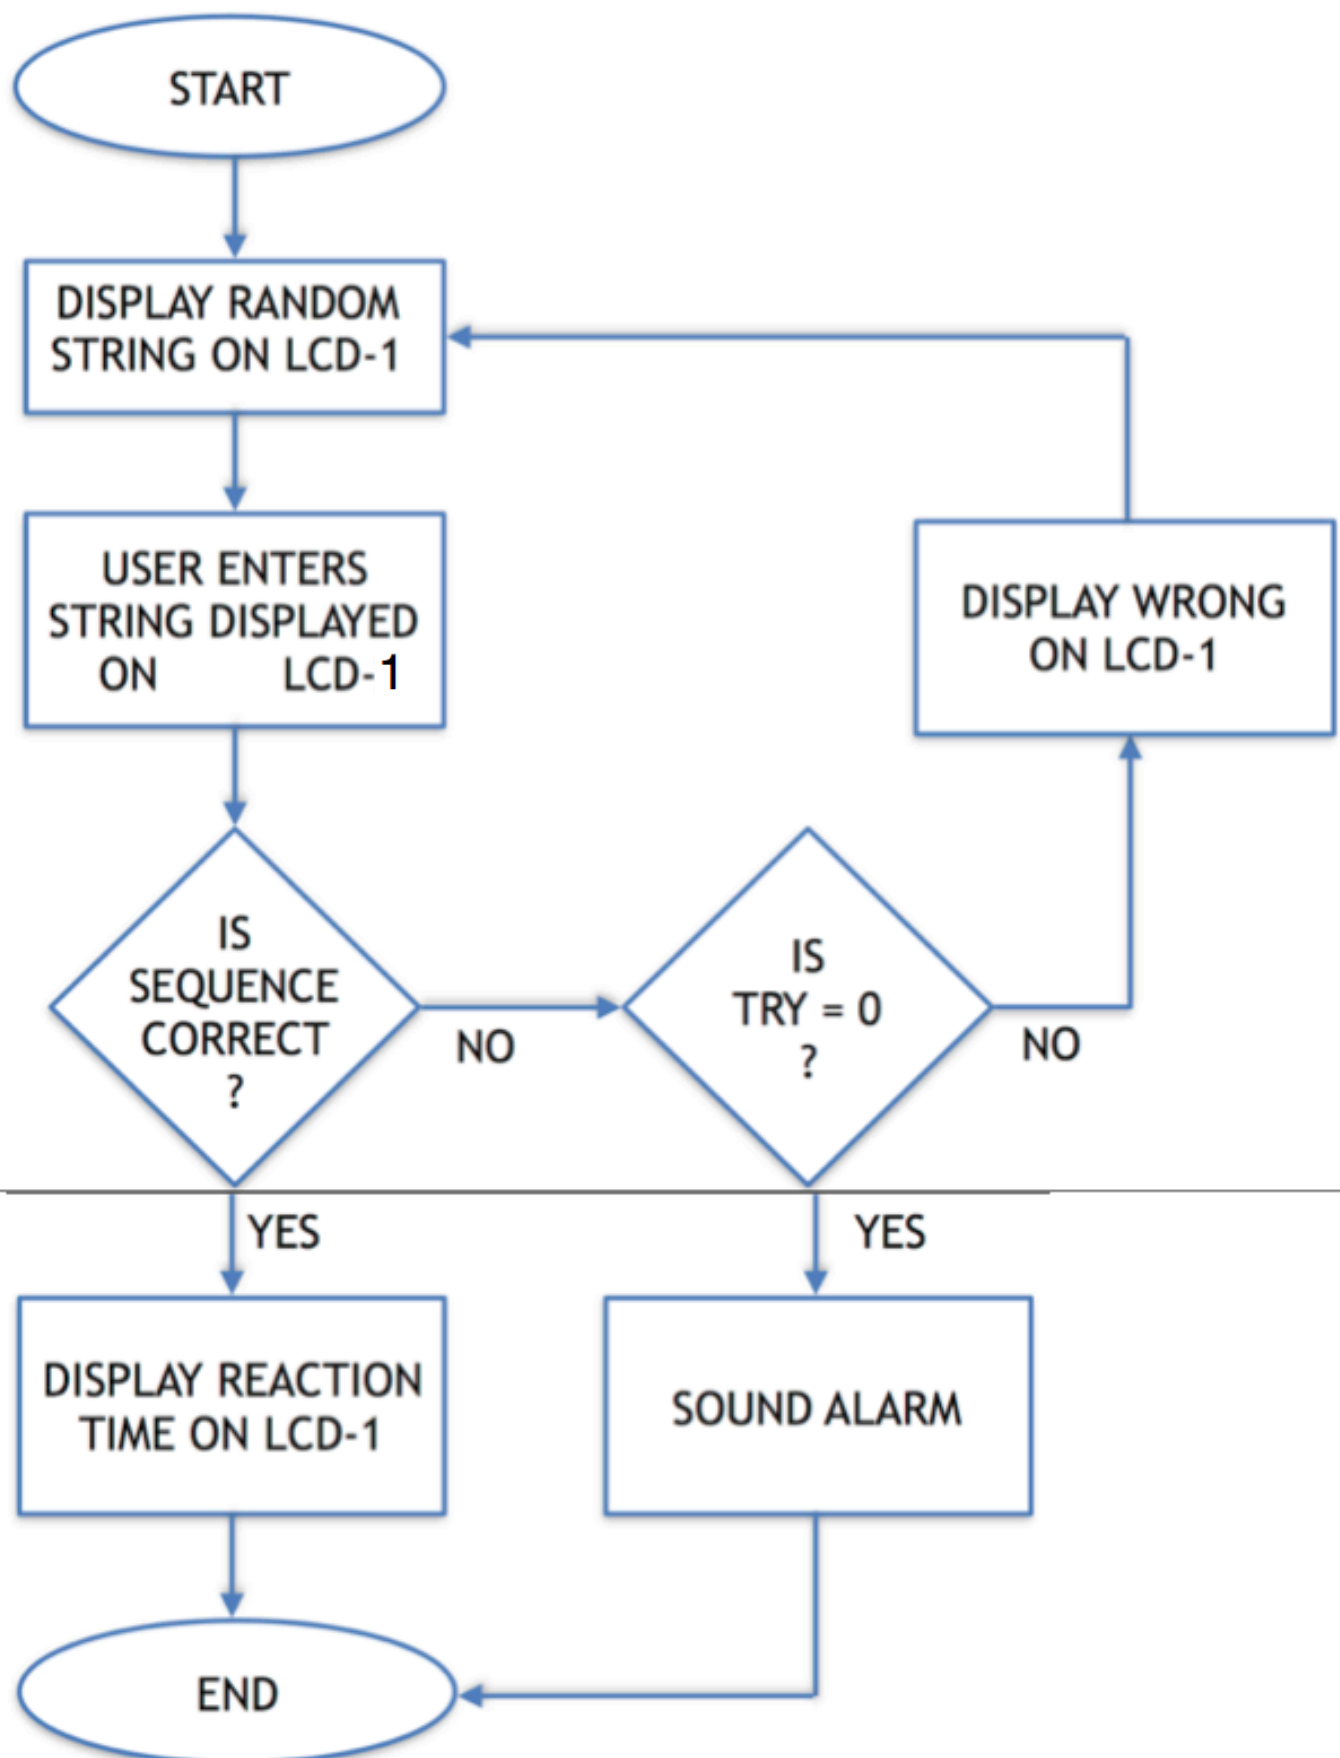 START
DISPLAY RANDOM
STRING ON LCD-1
USER ENTERS
STRING DISPLAYED
ON LCD-1
DISPLAY WRONG
ON LCD-1
IS
SEQUENCE
CORRECT
?
NO
IS
TRY = 0
?
NO
YES
YES
DISPLAY REACTION
TIME ON LCD-1
SOUND ALARM
END